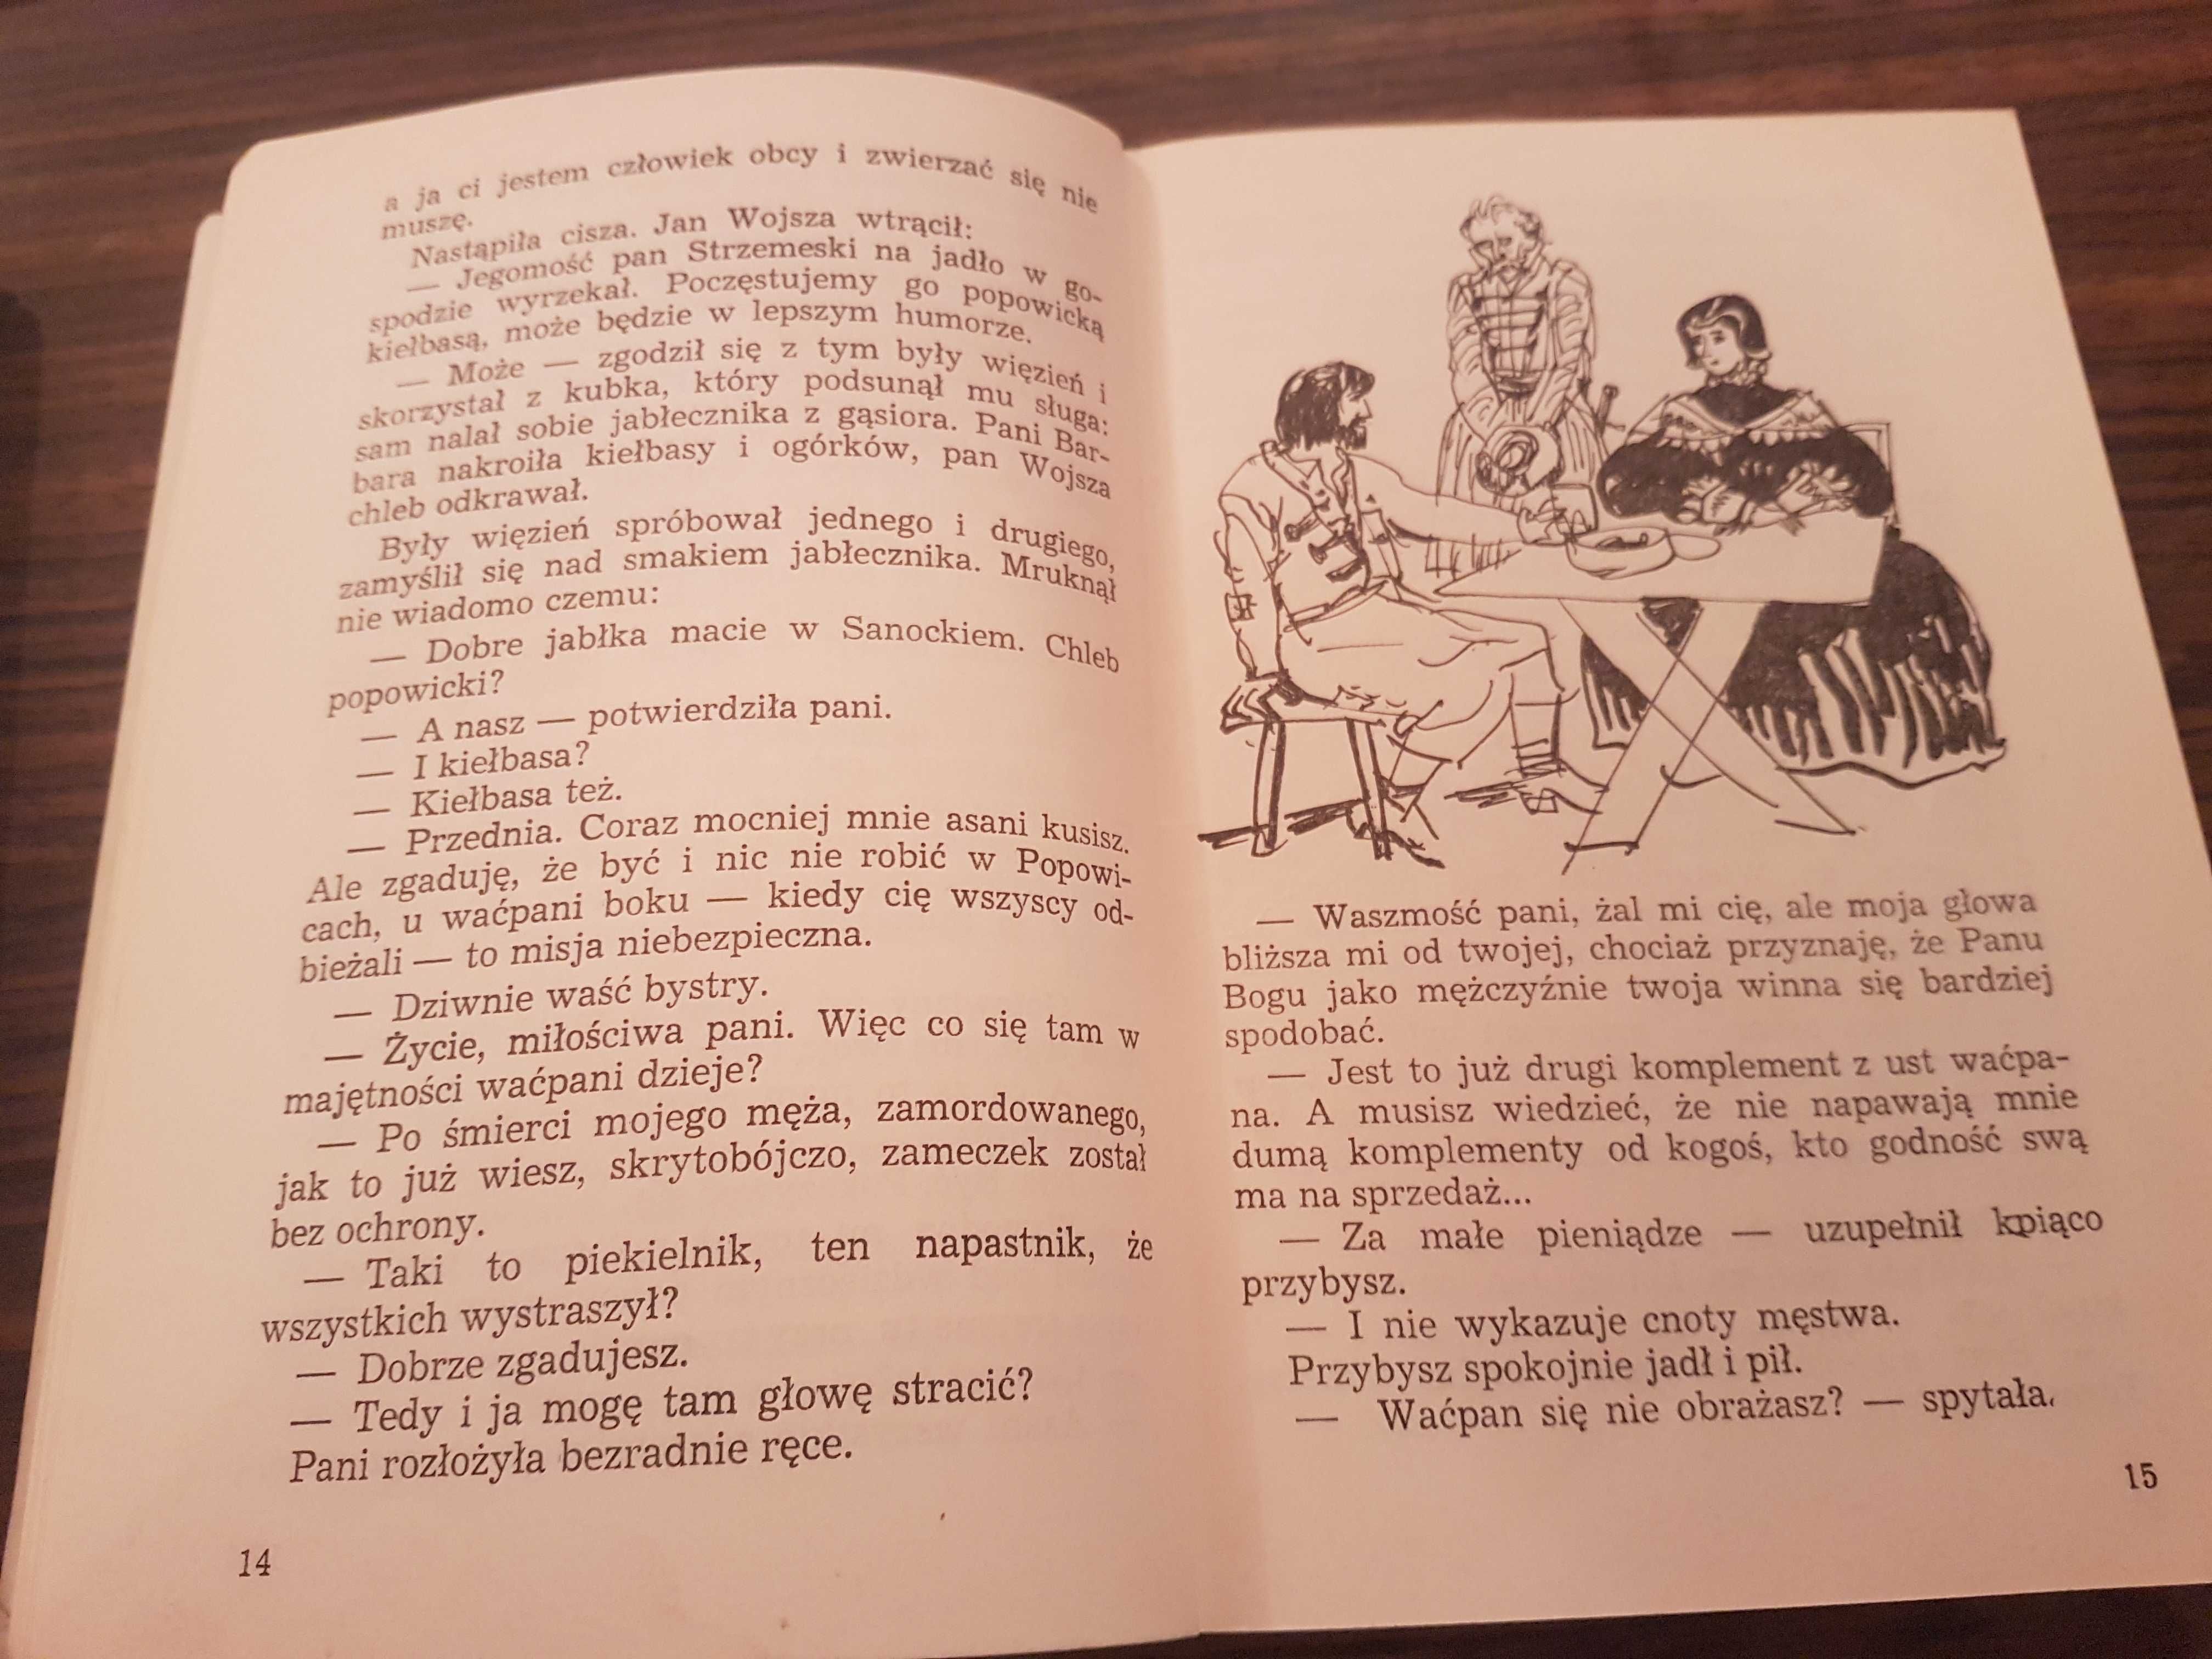 a ja ci jestem człowiek obcy i zwierzać się nie
muszę.
Nastąpiła cisza. Jan Wojsza wtrącił:
— Jegomość pan Strzemeski na jadło w go-
spodzie wyrzekał. Poczęstujemy go popowicką
kiełbasą, może będzie w lepszym humorze.
— Może — zgodził się z tym były więzień i
skorzystał z kubka, który podsunął mu sługa:
sam nalał sobie jabłecznika z gąsiora. Pani Bar-
bara nakroiła kiełbasy i ogórków, pan Wojsza
chleb odkrawał.
Były więzień spróbował jednego i drugiego,
zamyślił się nad smakiem jabłecznika. Mruknął
nie wiadomo czemu:
— Dobre jabłka macie w Sanockiem. Chleb
popowicki?
— A nasz — potwierdziła pani.
— I kiełbasa?
— Kiełbasa też.
— Przednia. Coraz mocniej mnie asani kusisz.
Ale zgaduję, że być i nic nie robić w Popowi-
cach, u waćpani boku — kiedy cię wszyscy od-
bieżali — to misja niebezpieczna.
— Dziwnie waść bystry.
— Życie, miłościwa pani. Więc co się tam w
majętności waćpani dzieje?
— Po śmierci mojego męża, zamordowanego,
jak to już wiesz, skrytobójczo, zameczek został
bez ochrony.
— Taki to piekielnik, ten napastnik, że
wszystkich wystraszył?
— Dobrze zgadujesz.
— Tedy i ja mogę tam głowę stracić?
Pani rozłożyła bezradnie ręce.
14
— Waszmość pani, żal mi cię, ale moja głowa
bliższa mi od twojej, chociaż przyznaję, że Panu
Bogu jako mężczyźnie twoja winna się bardziej
spodobać.
— Jest to już drugi komplement z ust waćpa-
na. A musisz wiedzieć, że nie napawają mnie
dumą komplementy od kogoś, kto godność swą
ma na sprzedaż...
— Za małe pieniądze — uzupełnił kpiąco
przybysz.
— I nie wykazuje cnoty męstwa.
Przybysz spokojnie jadł i pił.
— Waćpan się nie obrażasz? — spytała.
15